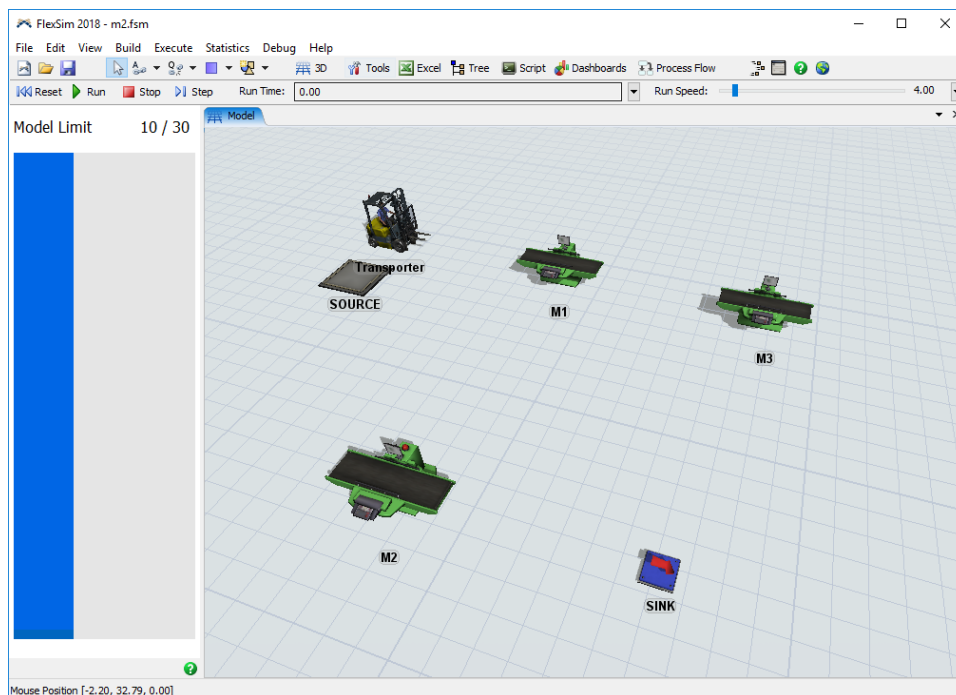 FlexSim 2018 - m2.fsm
File Edit View Build Execute Statistics Debug Help
3D Tools Excel Tree Script Dashboards Process Flow
Reset Run Stop Step Run Time: 0.00 Run Speed: 4.00
Model Limit 10 / 30
Model
Transporter
SOURCE
M1
M3
M2
SINK
Mouse Position [-2.20, 32.79, 0.00]